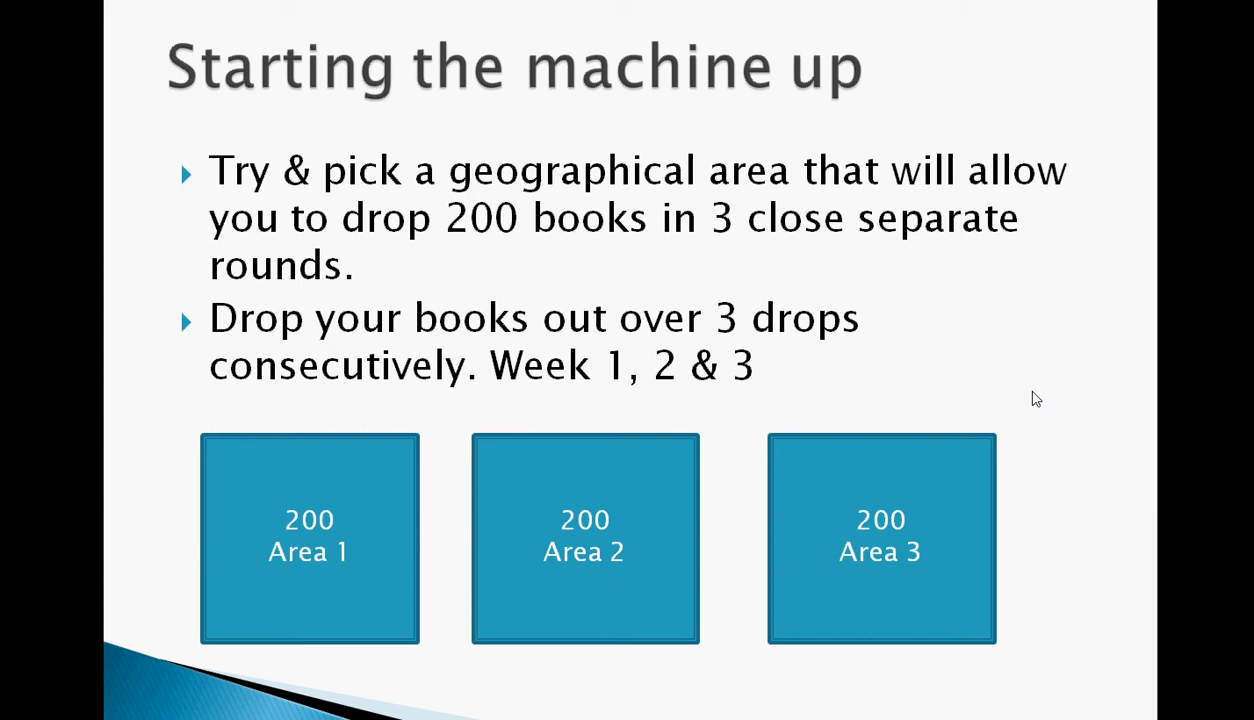 Starting the machine up
Try & pick a geographical area that will allow
you to drop 200 books in 3 close separate
rounds.
Drop your books out over 3 drops
consecutively. Week 1, 2 & 3
200
Area 1
200
Area 2
200
Area 3